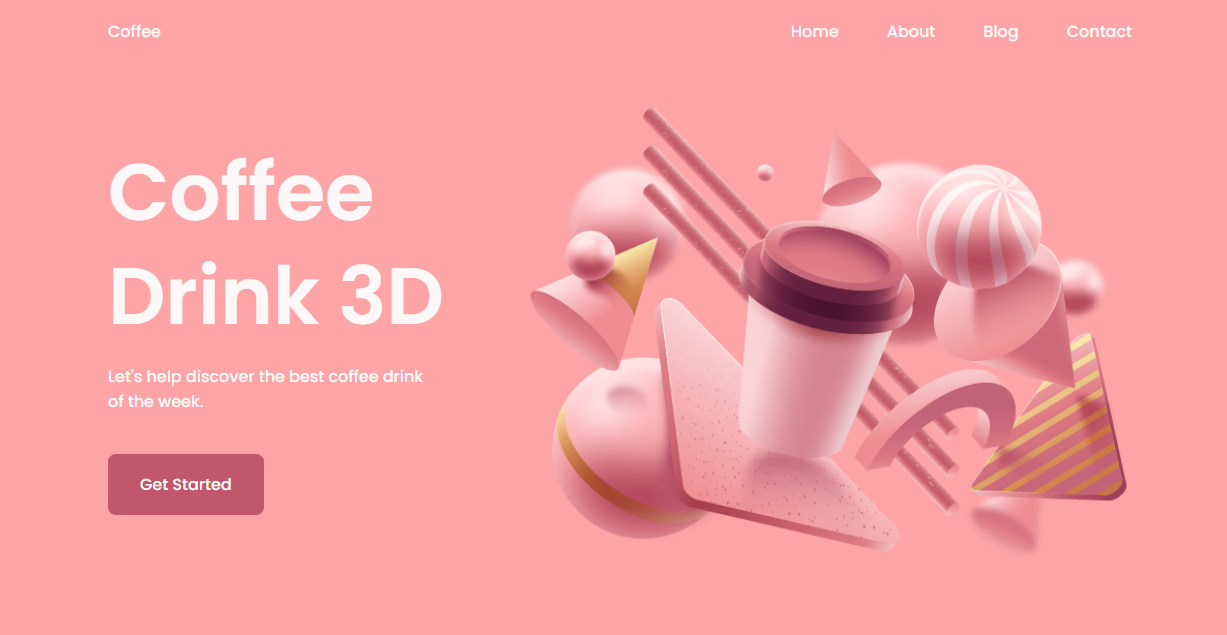 Coffee
Home About Blog Contact
Coffee
Drink 3D
Let's help discover the best coffee drink
of the week.
Get Started